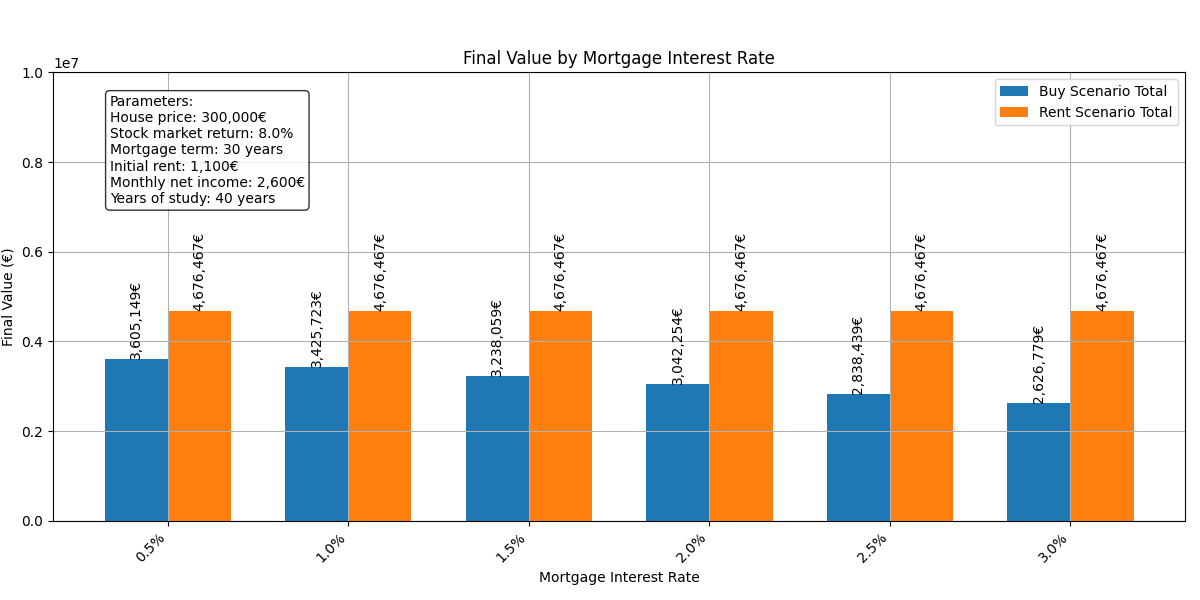 Final Value by Mortgage Interest Rate
1e7
Parameters:
House price: 300,000€
Stock market return: 8.0%
Mortgage term: 30 years
Initial rent: 1,100€
Monthly net income: 2,600€
Years of study: 40 years
Buy Scenario Total
Rent Scenario Total
Final Value (€)
1.0
0.8
0.6
0.4
0.2
0.0
3,605,149€
4,676,467€
3,425,723€
4,676,467€
3,238,059€
4,676,467€
3,042,254€
4,676,467€
2,838,439€
4,676,467€
2,626,779€
4,676,467€
0.5%
1.0%
1.5%
2.0%
2.5%
3.0%
Mortgage Interest Rate